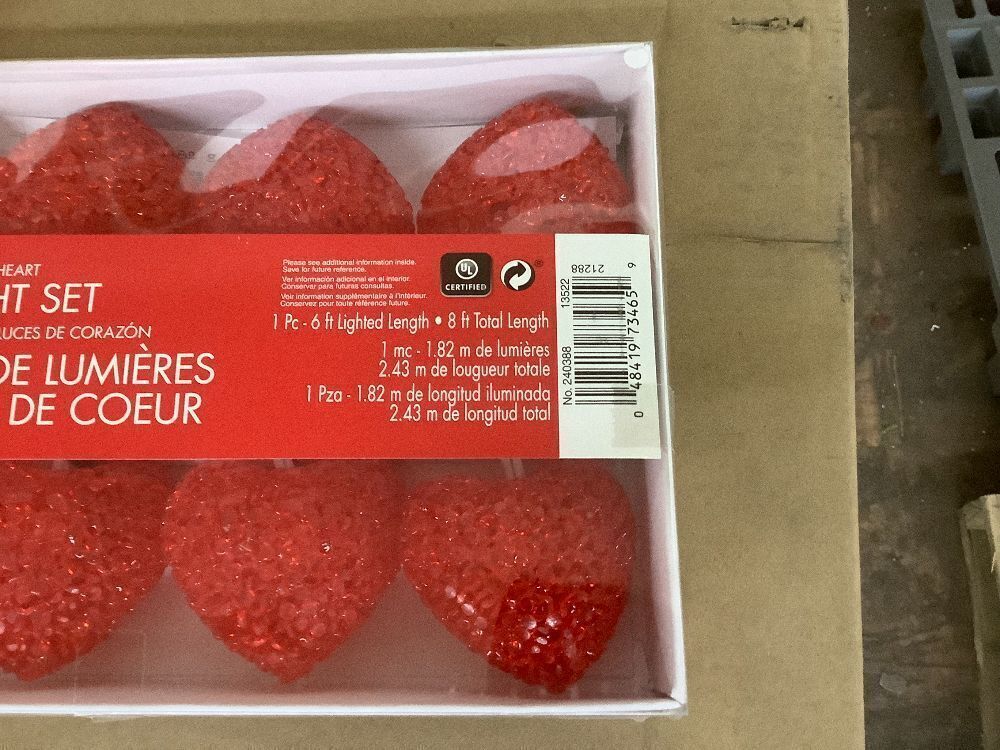 HEART
HT SET
LUCES DE CORAZÓN
DE LUMIÈRES
DE COEUR
Please see additional information inside.
Save for future reference.
Ver información adicional en el interior.
Conservar para futuras consultas.
Voir information supplémentaire à l'intérieur.
Conservez pour toute référence future.
UL
CERTIFIED
®
1 Pc - 6 ft Lighted Length • 8 ft Total Length
1 mc - 1.82 m de lumières
2.43 m de lougueur totale
1 Pza - 1.82 m de longitud iluminada
2.43 m de longitud total
No. 240388
13522
21288
0 48419 73465 9